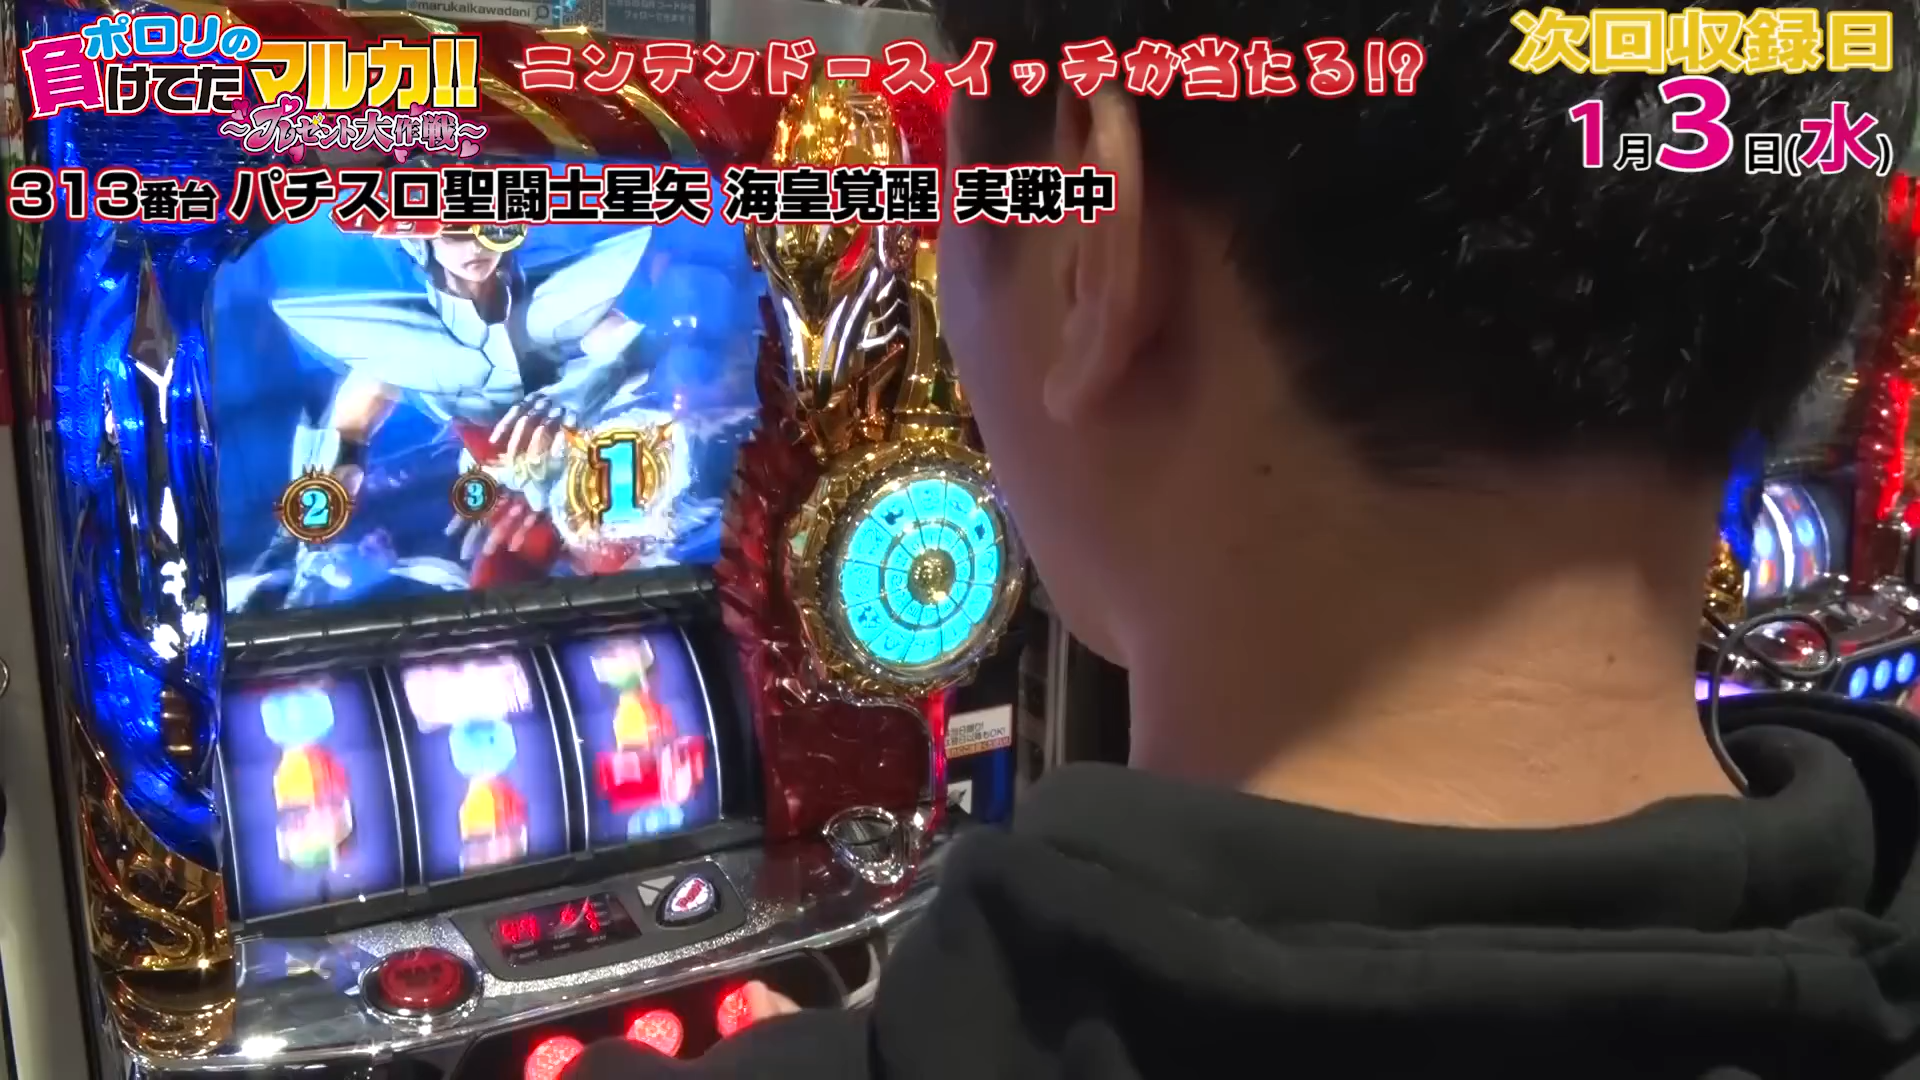 @marukaikawadani
ポロリの
負けてたマルカ!!
～プレゼント大作戦～
ニンテンドースイッチが当たる!?
次回収録日
1月3日(水)
313番台 パチスロ聖闘士星矢 海皇覚醒 実戦中
2
3
1
PUSH